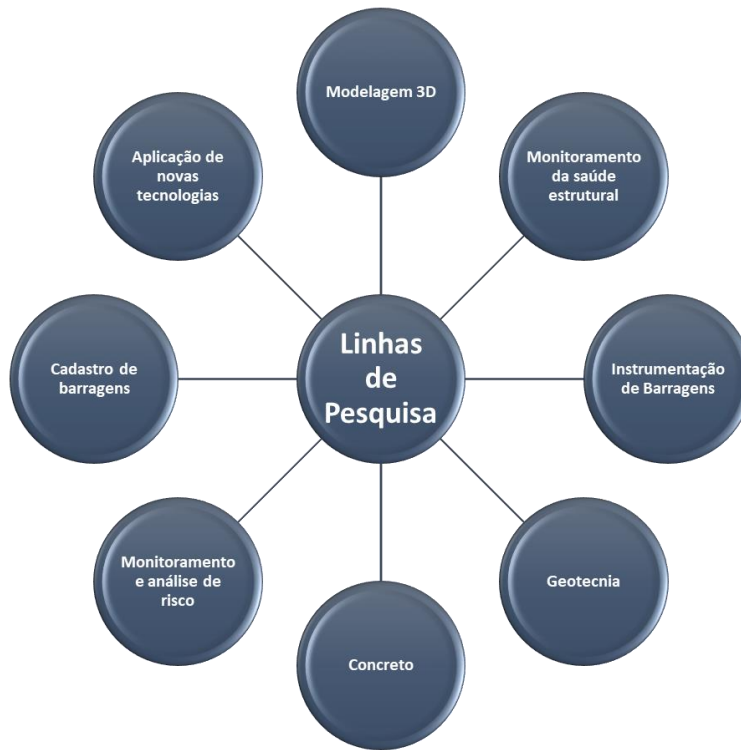 Modelagem 3D
Monitoramento
da saúde
estrutural
Instrumentação
de Barragens
Geotecnia
Concreto
Monitoramento
e análise de
risco
Cadastro de
barragens
Aplicação de
novas
tecnologias
Linhas
de
Pesquisa